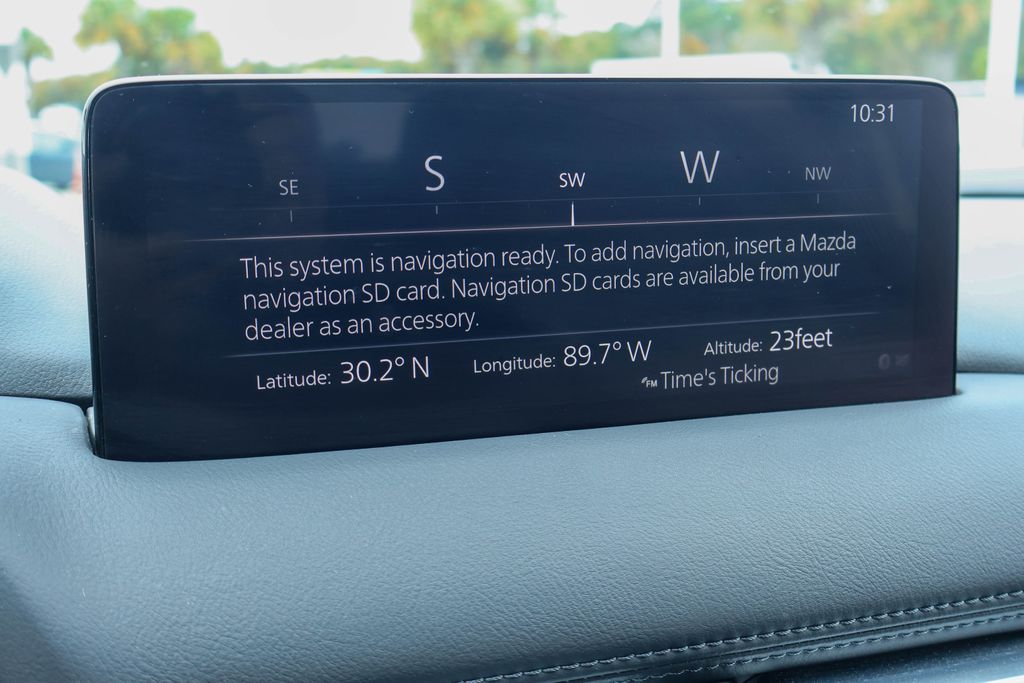 10:31
SE S SW W NW
This system is navigation ready. To add navigation, insert a Mazda
navigation SD card. Navigation SD cards are available from your
dealer as an accessory.
Latitude: 30.2° N Longitude: 89.7° W Altitude: 23feet
FM Time's Ticking